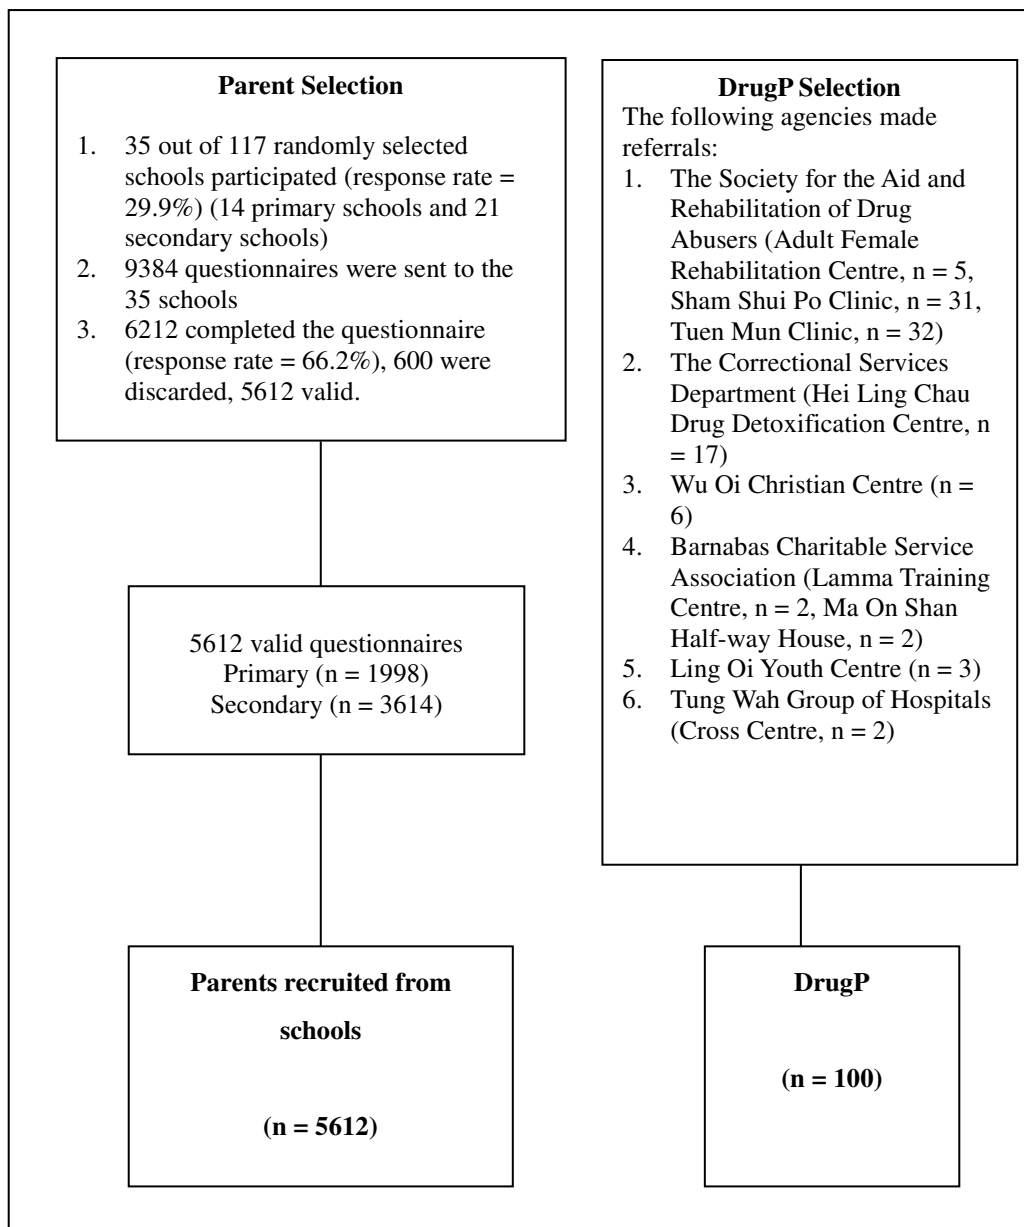 Parent Selection
1. 35 out of 117 randomly selected
schools participated (response rate =
29.9%) (14 primary schools and 21
secondary schools)
2. 9384 questionnaires were sent to the
35 schools
3. 6212 completed the questionnaire
(response rate = 66.2%), 600 were
discarded, 5612 valid.
5612 valid questionnaires
Primary (n = 1998)
Secondary (n = 3614)
Parents recruited from
schools
(n = 5612)
DrugP Selection
The following agencies made
referrals:
1. The Society for the Aid and
Rehabilitation of Drug
Abusers (Adult Female
Rehabilitation Centre, n = 5,
Sham Shui Po Clinic, n = 31,
Tuen Mun Clinic, n = 32)
2. The Correctional Services
Department (Hei Ling Chau
Drug Detoxification Centre, n
= 17)
3. Wu Oi Christian Centre (n =
6)
4. Barnabas Charitable Service
Association (Lamma Training
Centre, n = 2, Ma On Shan
Half-way House, n = 2)
5. Ling Oi Youth Centre (n = 3)
6. Tung Wah Group of Hospitals
(Cross Centre, n = 2)
DrugP
(n = 100)